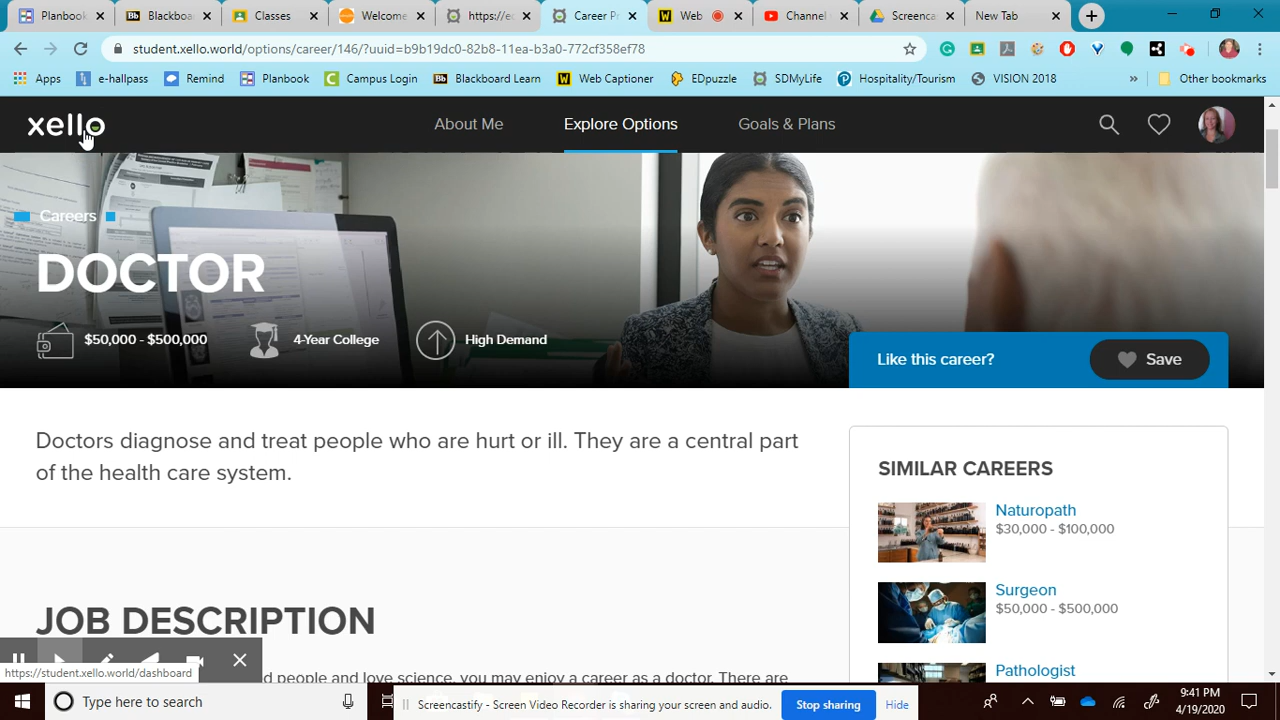 Planbook
Blackboa
Classes
Welcome
https://ec
Career Pr
Web
Channel
Screenca
New Tab
student.xello.world/options/career/146/?uuid=b9b19dc0-82b8-11ea-b3a0-772cf358ef78
Apps
e-hallpass
Remind
Planbook
Campus Login
Blackboard Learn
Web Captioner
EDpuzzle
SDMyLife
Hospitality/Tourism
VISION 2018
»
Other bookmarks
xello
About Me
Explore Options
Goals & Plans
Careers
DOCTOR
$50,000 - $500,000
4-Year College
High Demand
Like this career?
Save
Doctors diagnose and treat people who are hurt or ill. They are a central part
of the health care system.
SIMILAR CAREERS
Naturopath
$30,000 - $100,000
Surgeon
$50,000 - $500,000
Pathologist
JOB DESCRIPTION
https://student.xello.world/dashboard
d people and love science, you may enjoy a career as a doctor. There are
Type here to search
Screencastify - Screen Video Recorder is sharing your screen and audio.
Stop sharing
Hide
9:41 PM
4/19/2020